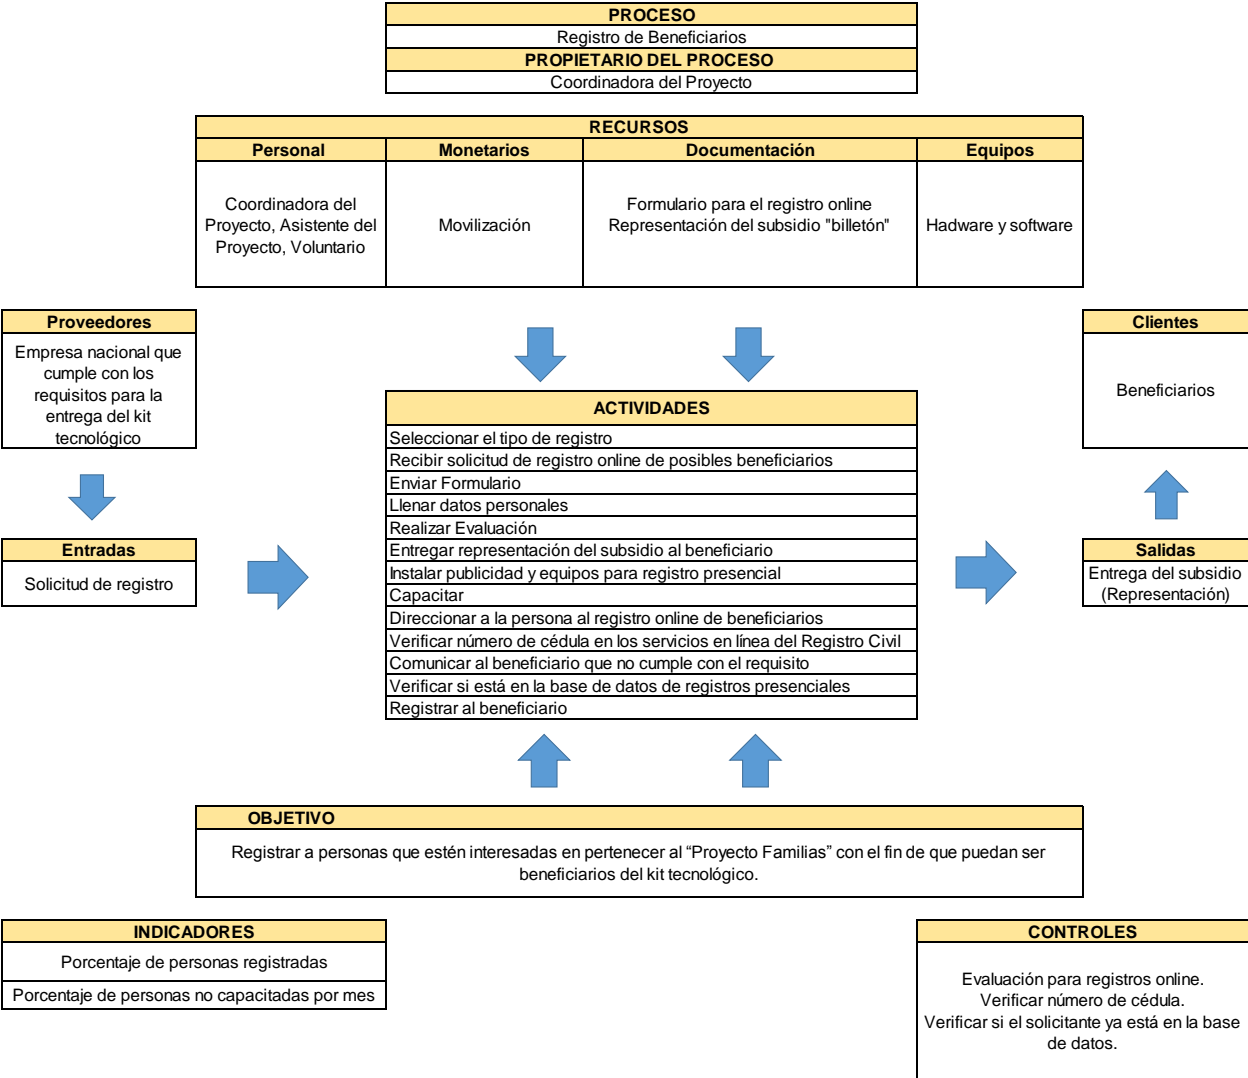 PROCESO
Registro de Beneficiarios
PROPIETARIO DEL PROCESO
Coordinadora del Proyecto
RECURSOS
Personal
Monetarios
Documentación
Equipos
Coordinadora del
Proyecto, Asistente del
Proyecto, Voluntario
Movilización
Formulario para el registro online
Representación del subsidio "billetón"
Hadware y software
Proveedores
Empresa nacional que
cumple con los
requisitos para la
entrega del kit
tecnológico
Clientes
Beneficiarios
ACTIVIDADES
Seleccionar el tipo de registro
Recibir solicitud de registro online de posibles beneficiarios
Enviar Formulario
Llenar datos personales
Realizar Evaluación
Entregar representación del subsidio al beneficiario
Instalar publicidad y equipos para registro presencial
Capacitar
Direccionar a la persona al registro online de beneficiarios
Verificar número de cédula en los servicios en línea del Registro Civil
Comunicar al beneficiario que no cumple con el requisito
Verificar si está en la base de datos de registros presenciales
Registrar al beneficiario
Entradas
Solicitud de registro
Salidas
Entrega del subsidio
(Representación)
OBJETIVO
Registrar a personas que estén interesadas en pertenecer al “Proyecto Familias” con el fin de que puedan ser
beneficiarios del kit tecnológico.
INDICADORES
Porcentaje de personas registradas
Porcentaje de personas no capacitadas por mes
CONTROLES
Evaluación para registros online.
Verificar número de cédula.
Verificar si el solicitante ya está en la base
de datos.